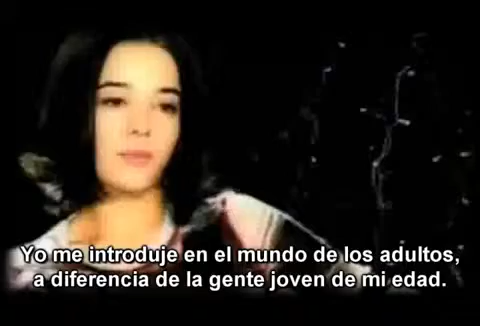 Yo me introduje en el mundo de los adultos,
a diferencia de la gente joven de mi edad.